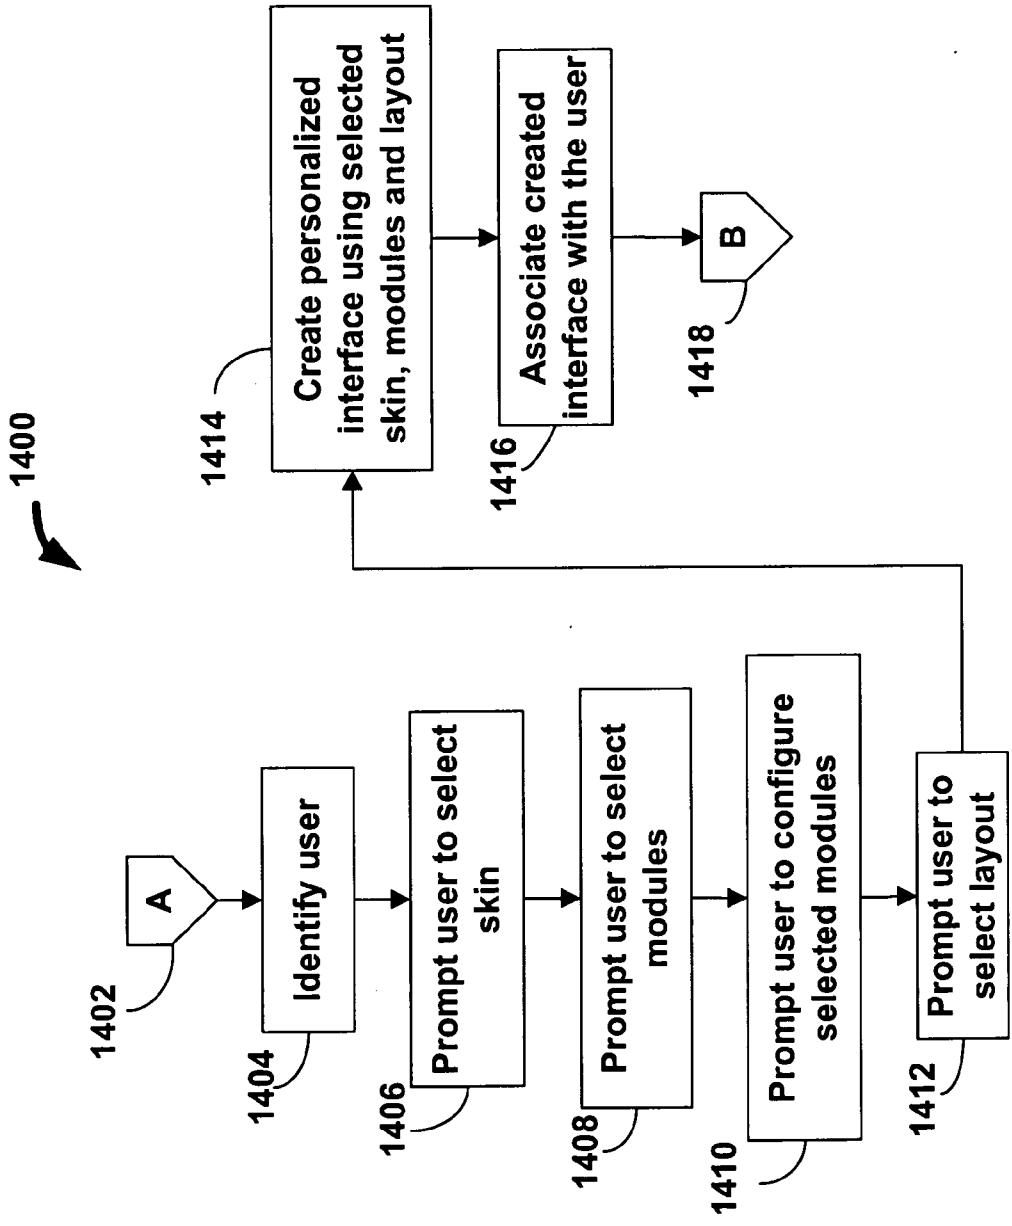 1400
A
1402
Identify user
1404
Prompt user to select
skin
1406
Prompt user to select
modules
1408
Prompt user to configure
selected modules
1410
Prompt user to
select layout
1412
Create personalized
interface using selected
skin, modules and layout
1414
Associate created
interface with the user
1416
B
1418